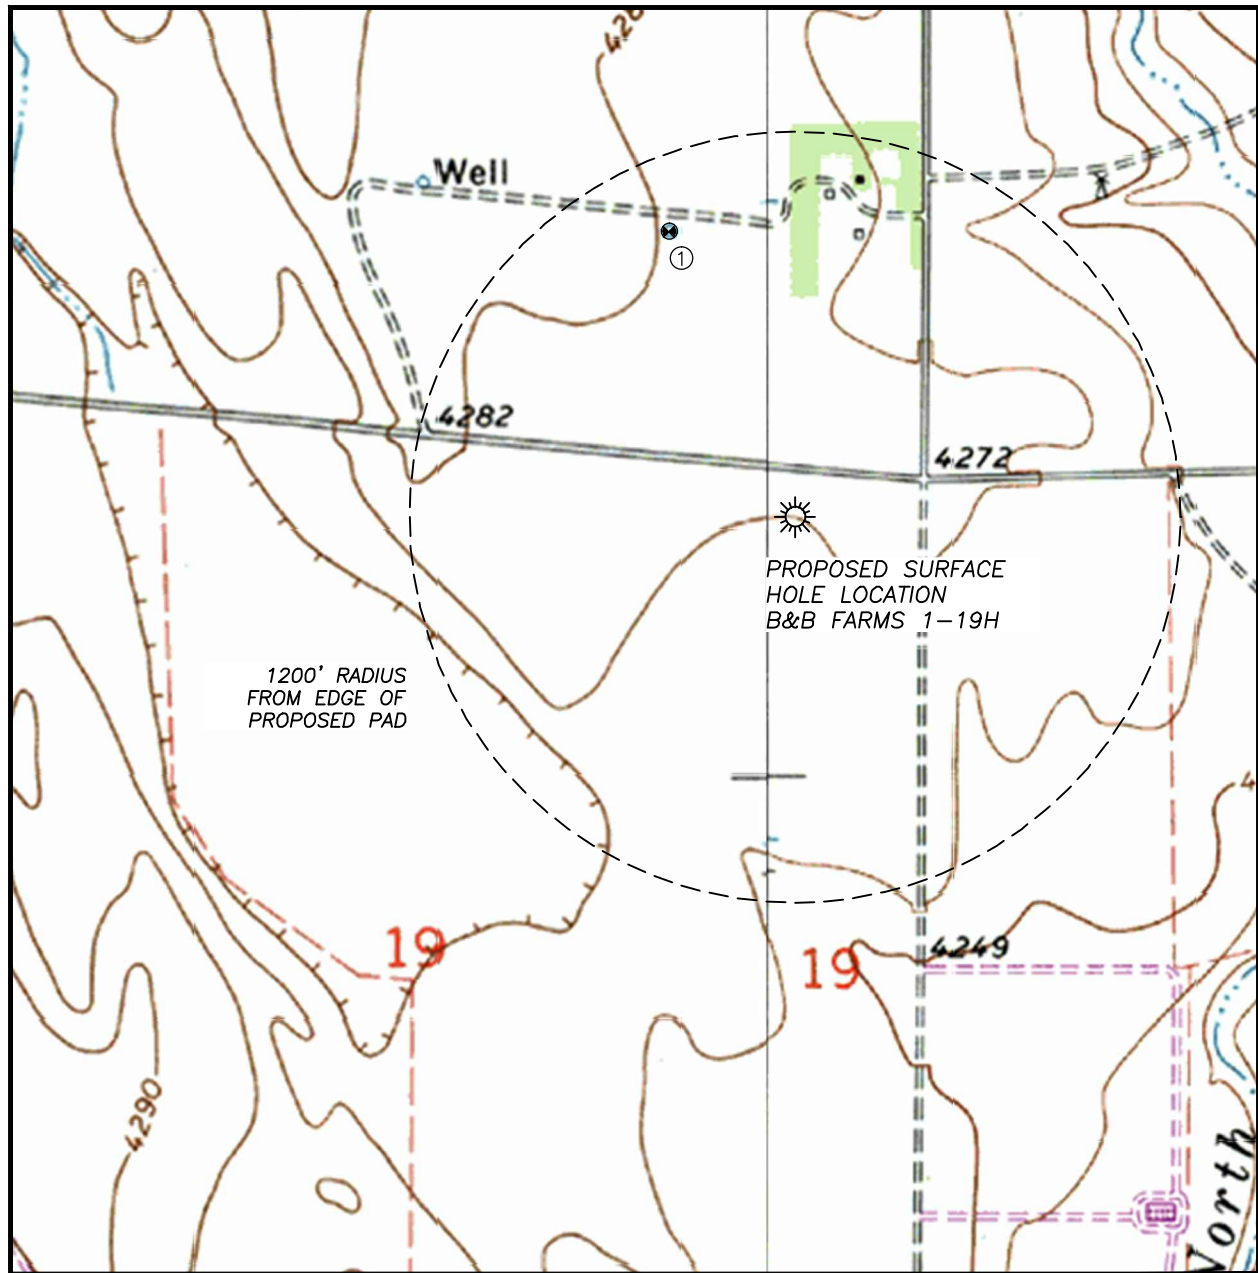 Well
1
4282
4272
PROPOSED SURFACE
HOLE LOCATION
B&B FARMS 1-19H
1200' RADIUS
FROM EDGE OF
PROPOSED PAD
19
19
4249
4290
North